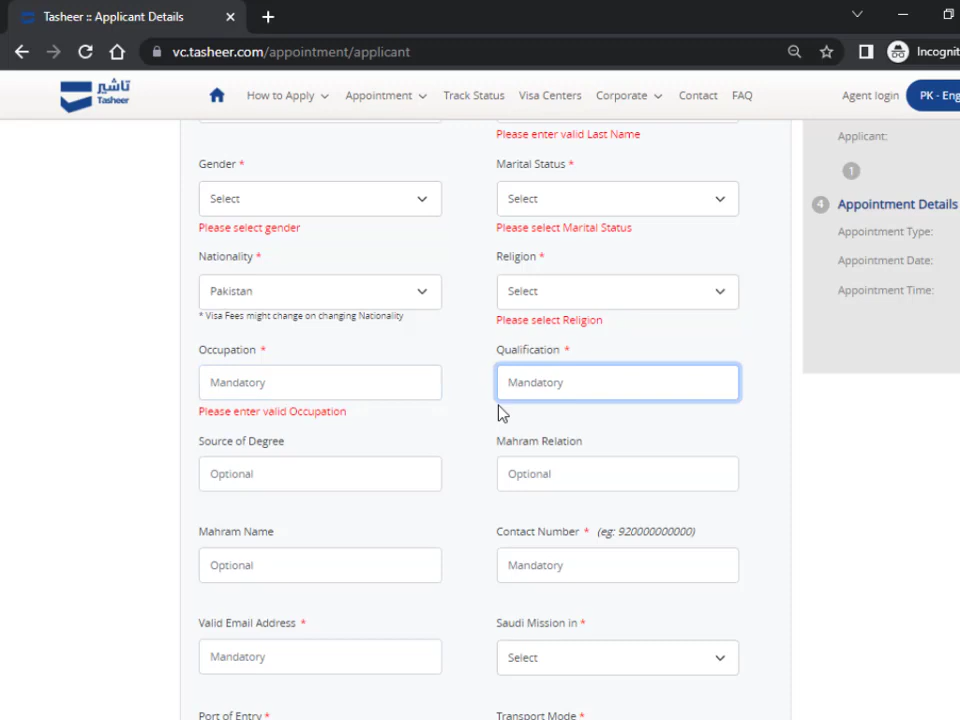 Tasheer :: Applicant Details
vc.tasheer.com/appointment/applicant
Incognit
تاشير
Tasheer
How to Apply
Appointment
Track Status
Visa Centers
Corporate
Contact
FAQ
Agent login
PK - Eng
Please enter valid Last Name
Applicant:
1
Gender *
Marital Status *
Select
Select
4 Appointment Details
Please select gender
Please select Marital Status
Appointment Type:
Nationality *
Religion *
Appointment Date:
Pakistan
Select
Appointment Time:
* Visa Fees might change on changing Nationality
Please select Religion
Occupation *
Qualification *
Mandatory
Mandatory
Please enter valid Occupation
Source of Degree
Mahram Relation
Optional
Optional
Mahram Name
Contact Number * (eg: 920000000000)
Optional
Mandatory
Valid Email Address *
Saudi Mission in *
Mandatory
Select
Port of Entry *
Transport Mode *